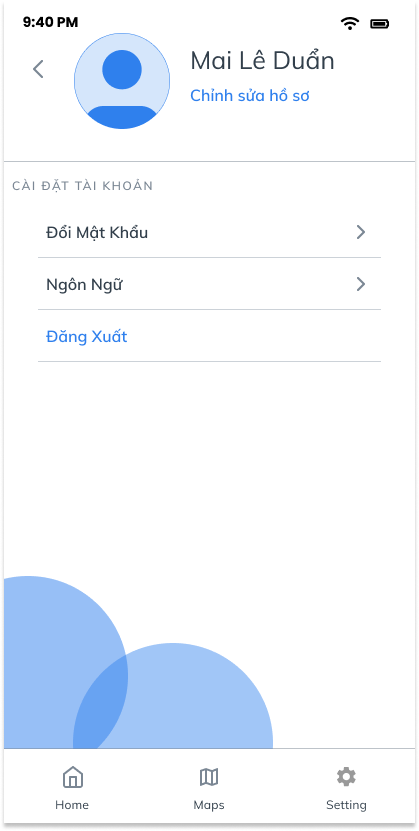 9:40 PM
Mai Lê Duẩn
Chỉnh sửa hồ sơ
CÀI ĐẶT TÀI KHOẢN
Đổi Mật Khẩu
Ngôn Ngữ
Đăng Xuất
Home
Maps
Setting